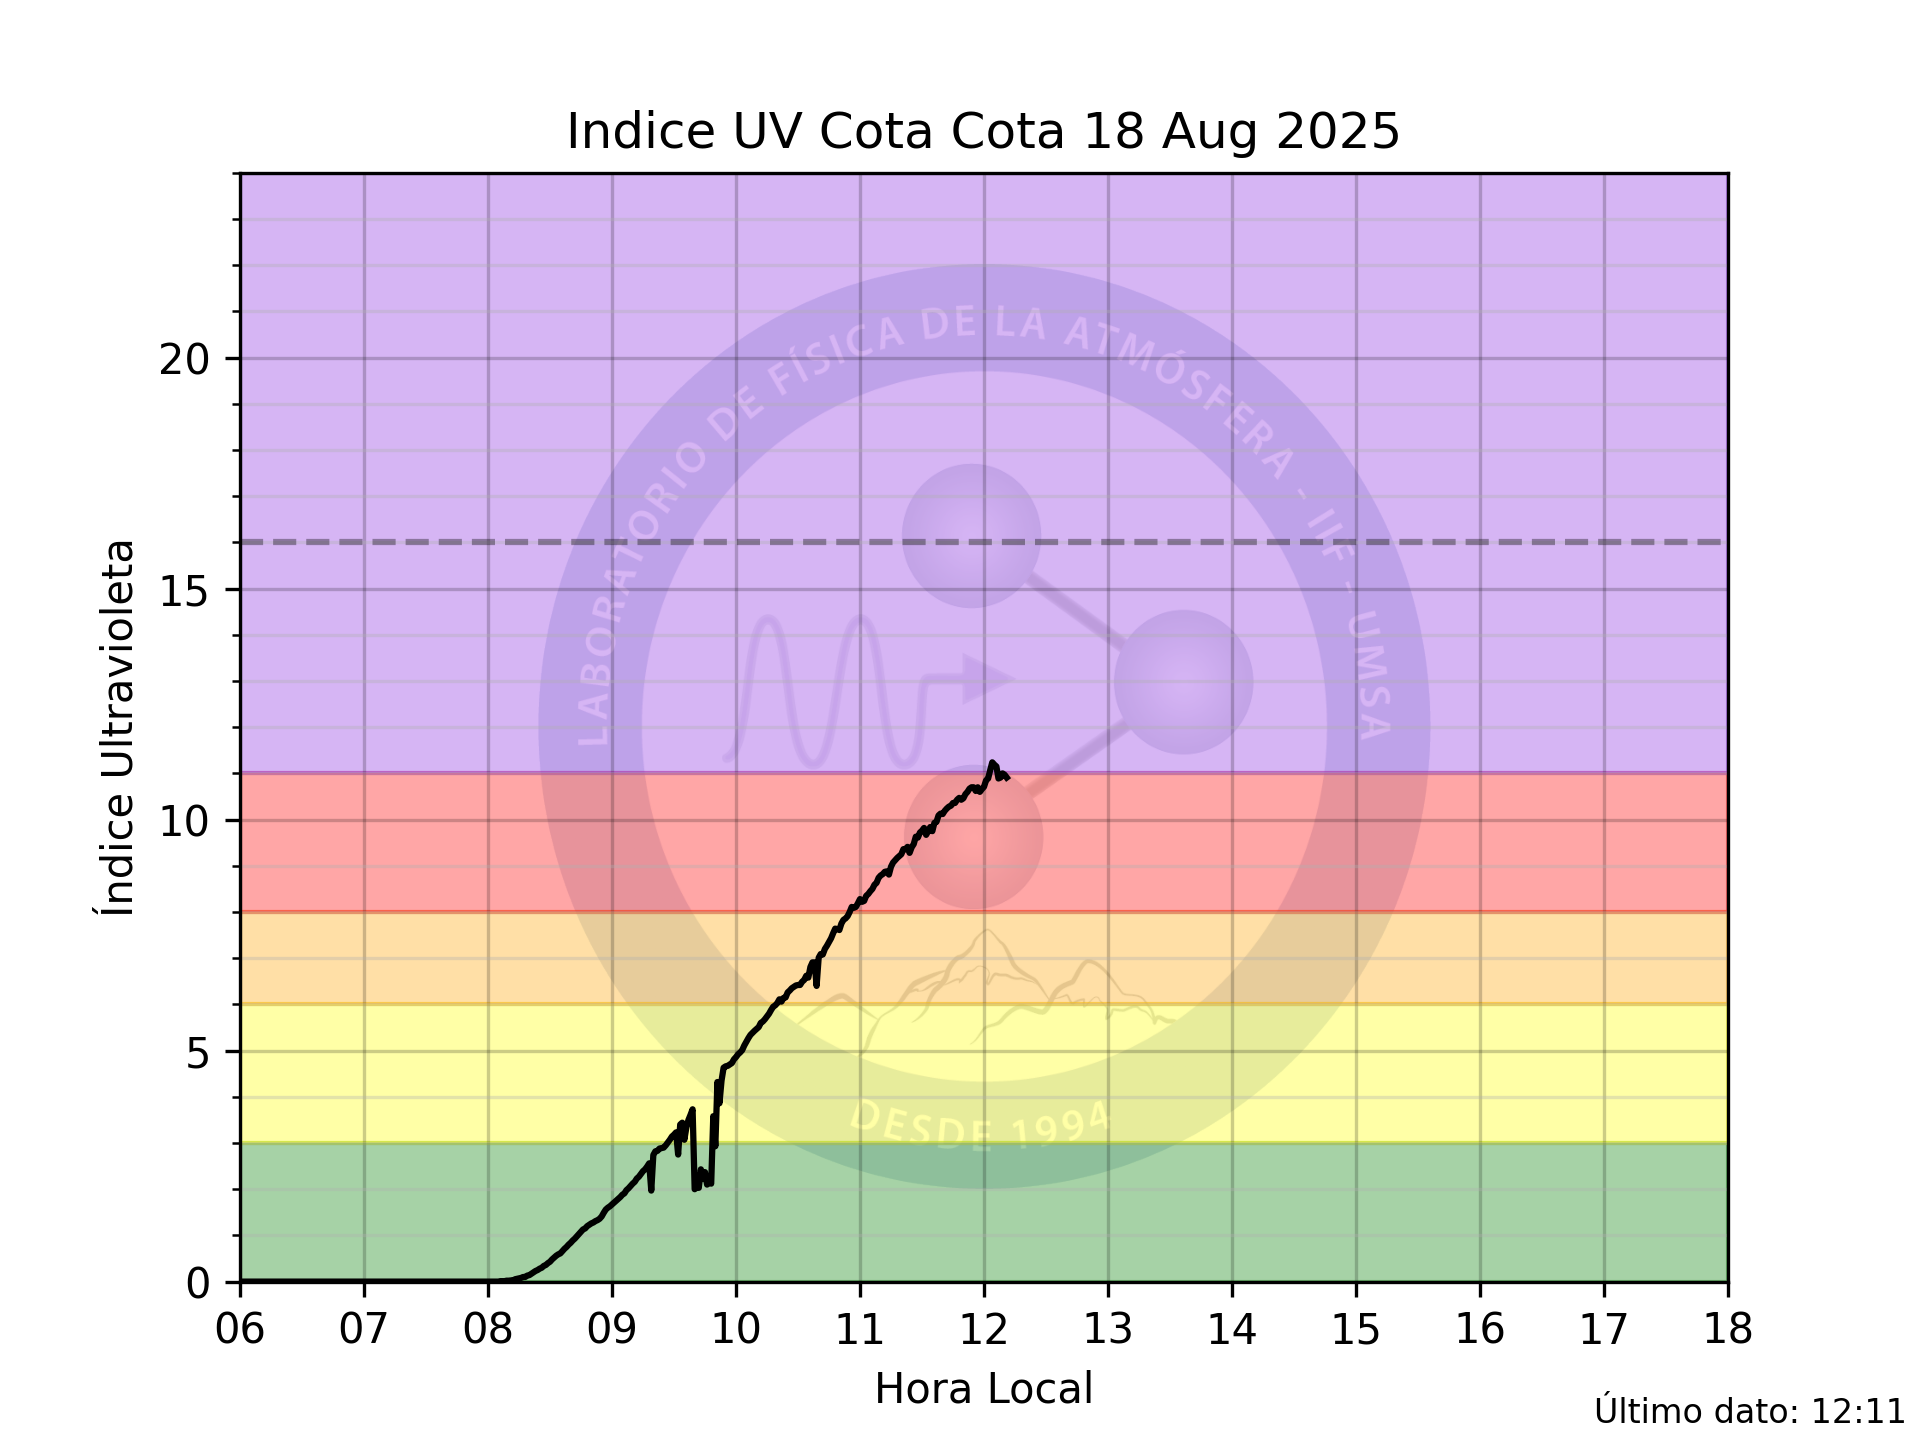 Indice UV Cota Cota 18 Aug 2025
Índice Ultravioleta
20
15
10
5
0
LABORATORIO DE FÍSICA DE LA ATMÓSFERA - IIF - UMSA
DESDE 1994
06 07 08 09 10 11 12 13 14 15 16 17 18
Hora Local
Último dato: 12:11